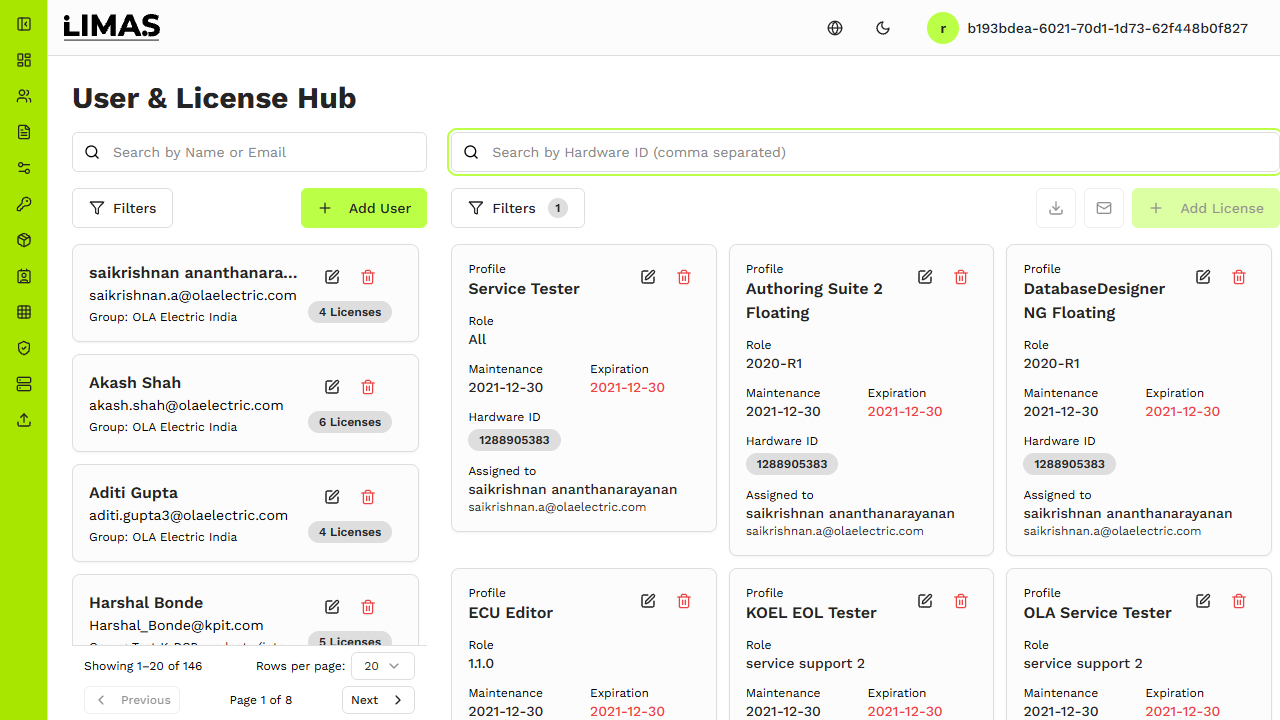 LIMAS
r
b193bdea-6021-70d1-1d73-62f448b0f827
User & License Hub
Search by Name or Email
Search by Hardware ID (comma separated)
Filters
Add User
Filters 1
Add License
saikrishnan ananthanara...
saikrishnan.a@olaelectric.com
Group: OLA Electric India
4 Licenses
Akash Shah
akash.shah@olaelectric.com
Group: OLA Electric India
6 Licenses
Aditi Gupta
aditi.gupta3@olaelectric.com
Group: OLA Electric India
4 Licenses
Harshal Bonde
Harshal_Bonde@kpit.com
5 Licenses
Showing 1–20 of 146
Rows per page: 20
Previous
Page 1 of 8
Next
Profile
Service Tester
Role
All
Maintenance Expiration
2021-12-30 2021-12-30
Hardware ID
1288905383
Assigned to
saikrishnan ananthanarayanan
saikrishnan.a@olaelectric.com
Profile
Authoring Suite 2
Floating
Role
2020-R1
Maintenance Expiration
2021-12-30 2021-12-30
Hardware ID
1288905383
Assigned to
saikrishnan ananthanarayanan
saikrishnan.a@olaelectric.com
Profile
DatabaseDesigner
NG Floating
Role
2020-R1
Maintenance Expiration
2021-12-30 2021-12-30
Hardware ID
1288905383
Assigned to
saikrishnan ananthanarayanan
saikrishnan.a@olaelectric.com
Profile
ECU Editor
Role
1.1.0
Maintenance Expiration
2021-12-30 2021-12-30
Profile
KOEL EOL Tester
Role
service support 2
Maintenance Expiration
2021-12-30 2021-12-30
Profile
OLA Service Tester
Role
service support 2
Maintenance Expiration
2021-12-30 2021-12-30